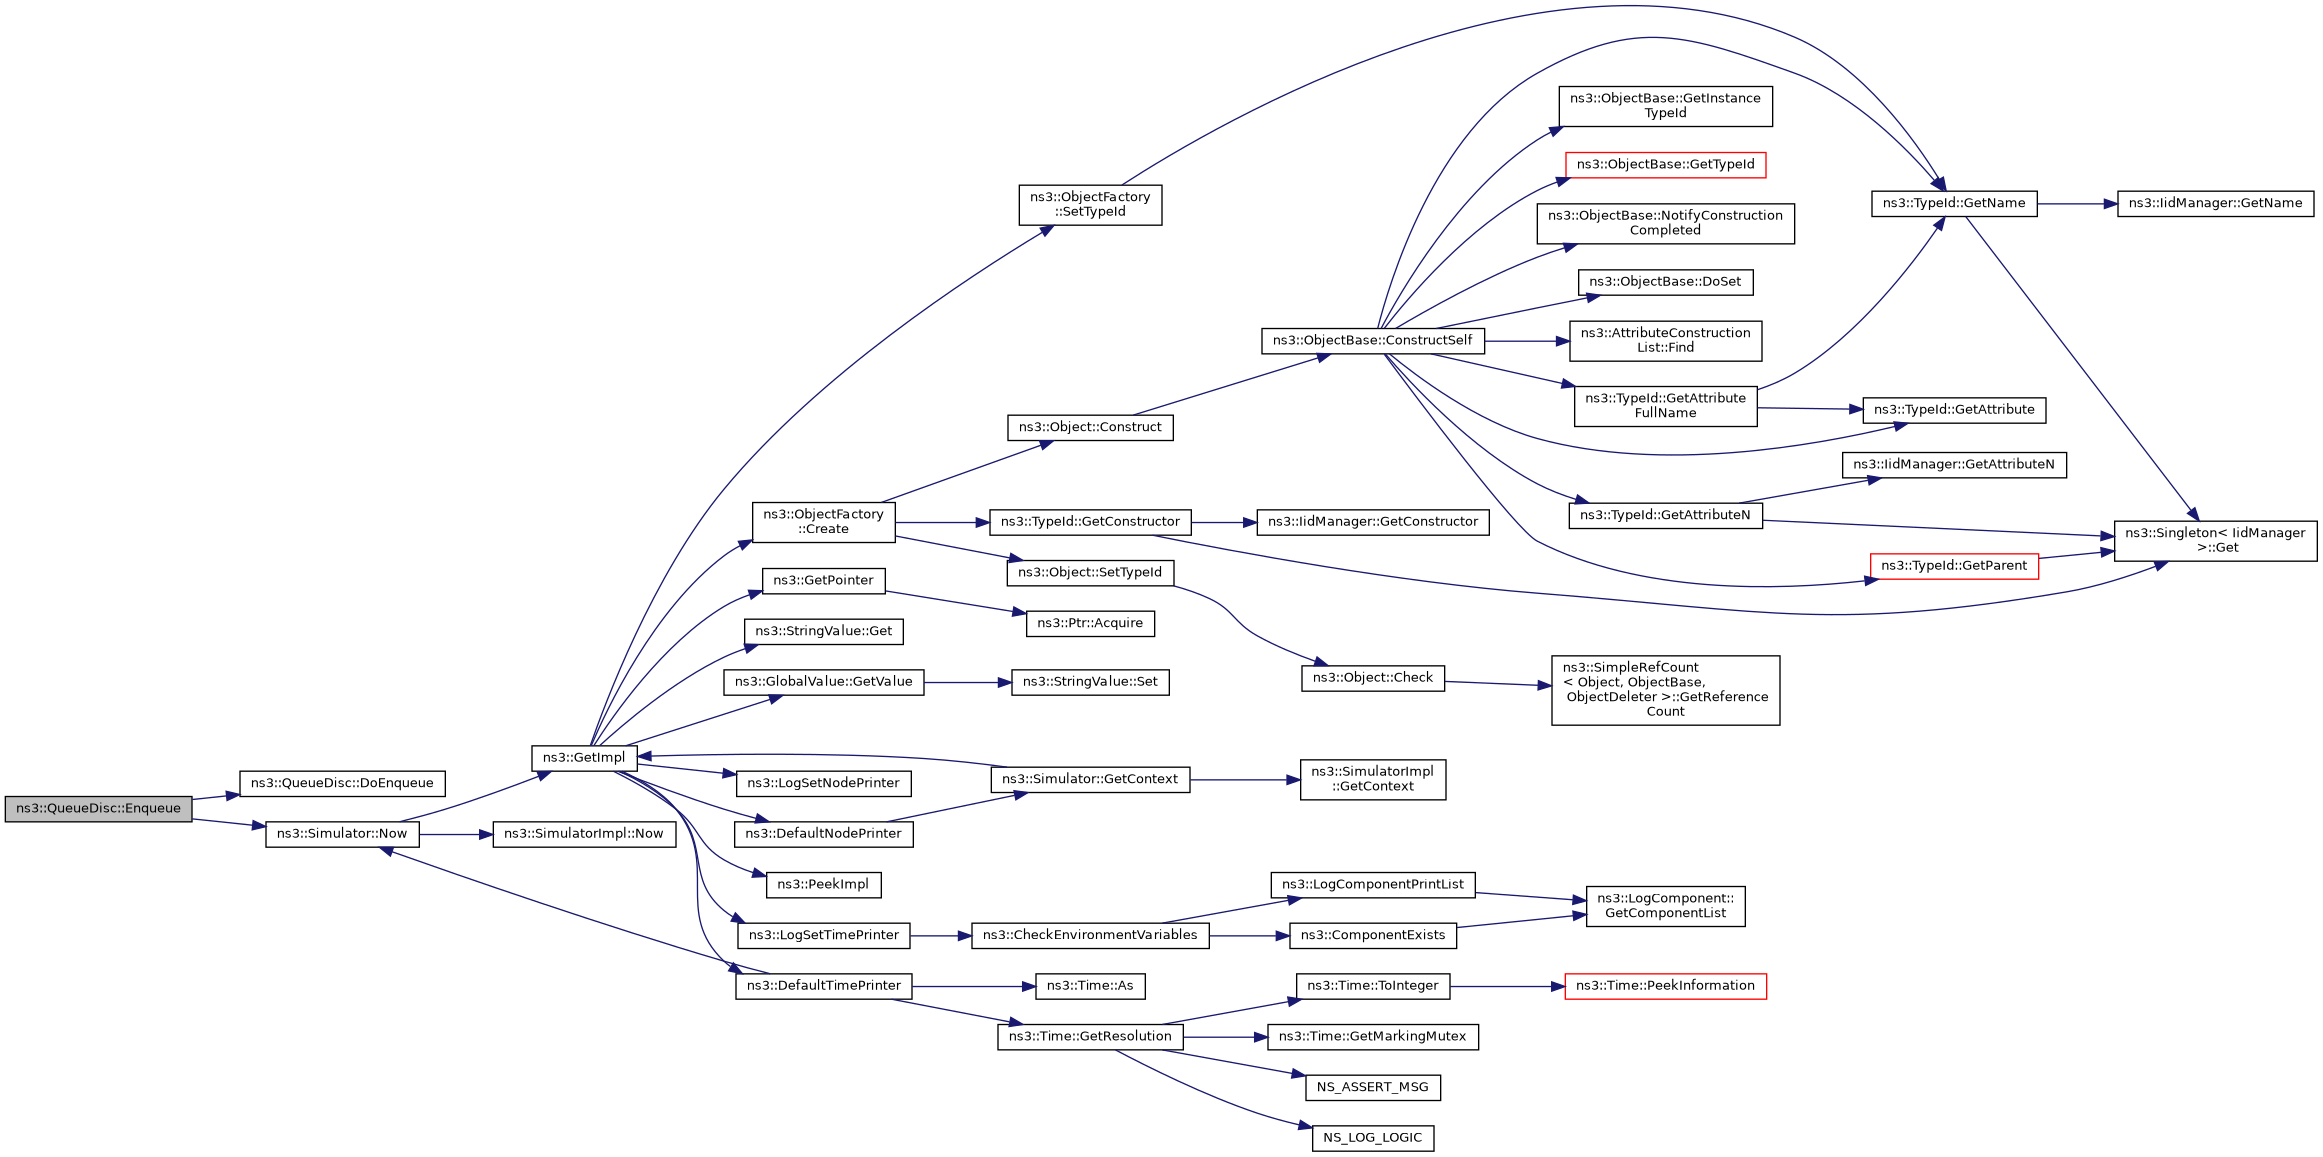 ns3::QueueDisc::Enqueue
ns3::QueueDisc::DoEnqueue
ns3::Simulator::Now
ns3::GetImpl
ns3::SimulatorImpl::Now
ns3::ObjectFactory
::SetTypeId
ns3::ObjectFactory
::Create
ns3::GetPointer
ns3::StringValue::Get
ns3::GlobalValue::GetValue
ns3::LogSetNodePrinter
ns3::DefaultNodePrinter
ns3::PeekImpl
ns3::LogSetTimePrinter
ns3::DefaultTimePrinter
ns3::Object::Construct
ns3::TypeId::GetConstructor
ns3::Object::SetTypeId
ns3::Ptr::Acquire
ns3::StringValue::Set
ns3::Simulator::GetContext
ns3::CheckEnvironmentVariables
ns3::Time::As
ns3::Time::GetResolution
ns3::ObjectBase::ConstructSelf
ns3::IidManager::GetConstructor
ns3::Object::Check
ns3::SimulatorImpl
::GetContext
ns3::LogComponentPrintList
ns3::ComponentExists
ns3::Time::ToInteger
ns3::Time::GetMarkingMutex
NS_ASSERT_MSG
NS_LOG_LOGIC
ns3::ObjectBase::GetInstance
TypeId
ns3::ObjectBase::GetTypeId
ns3::ObjectBase::NotifyConstruction
Completed
ns3::ObjectBase::DoSet
ns3::AttributeConstruction
List::Find
ns3::TypeId::GetAttribute
FullName
ns3::TypeId::GetAttributeN
ns3::SimpleRefCount
< Object, ObjectBase,
ObjectDeleter >::GetReference
Count
ns3::LogComponent::
GetComponentList
ns3::Time::PeekInformation
ns3::TypeId::GetName
ns3::TypeId::GetAttribute
ns3::IidManager::GetAttributeN
ns3::TypeId::GetParent
ns3::IidManager::GetName
ns3::Singleton< IidManager
>::Get